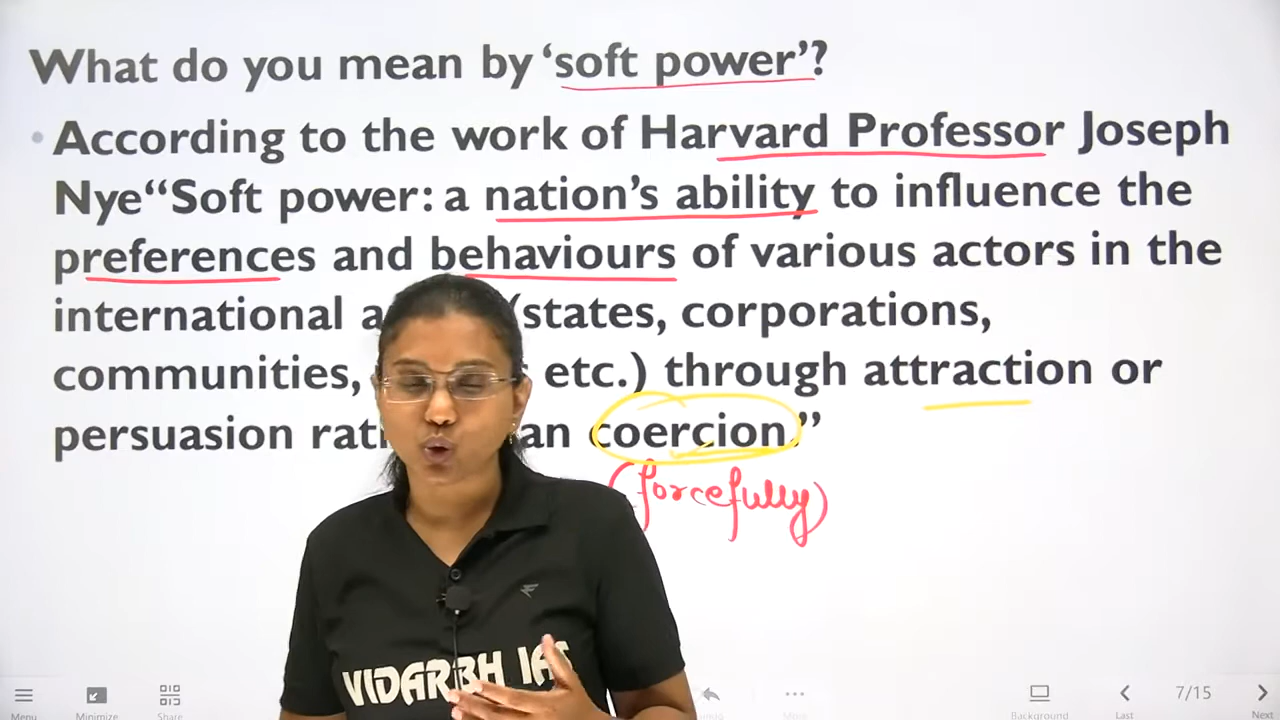 What do you mean by ‘soft power’?
• According to the work of Harvard Professor Joseph
Nye“Soft power: a nation’s ability to influence the
preferences and behaviours of various actors in the
international (states, corporations,
communities, etc.) through attraction or
persuasion coercion.”
(forcefully)
VIDARBH IAS
Menu
Minimize
Share
Undo
More
Background
Last
7/15
Next